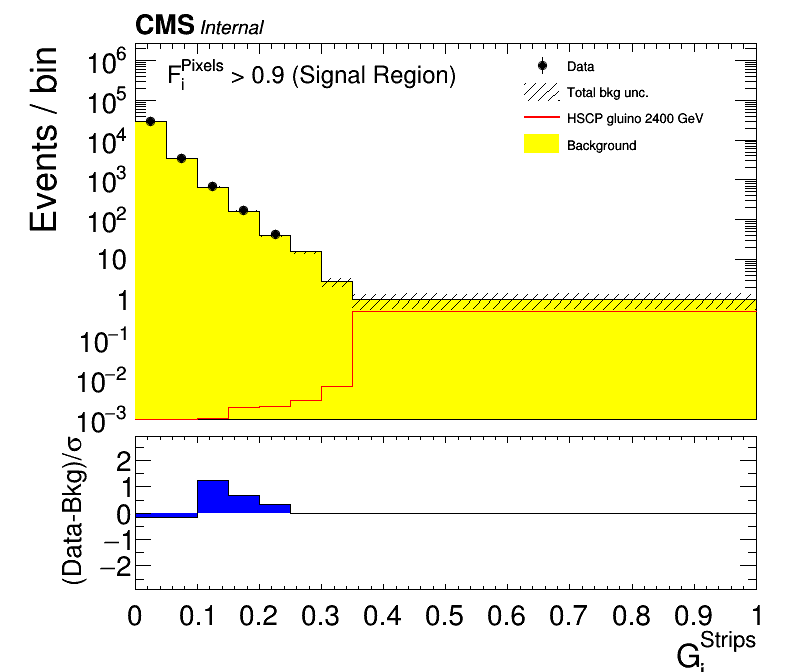 CMS Internal
F_i^Pixels > 0.9 (Signal Region)
Data
Total bkg unc.
HSCP gluino 2400 GeV
Background
Events / bin
10⁶
10⁵
10⁴
10³
10²
10
1
10⁻¹
10⁻²
10⁻³
(Data-Bkg)/σ
2
1
0
−1
−2
0 0.1 0.2 0.3 0.4 0.5 0.6 0.7 0.8 0.9 1
G_i^Strips